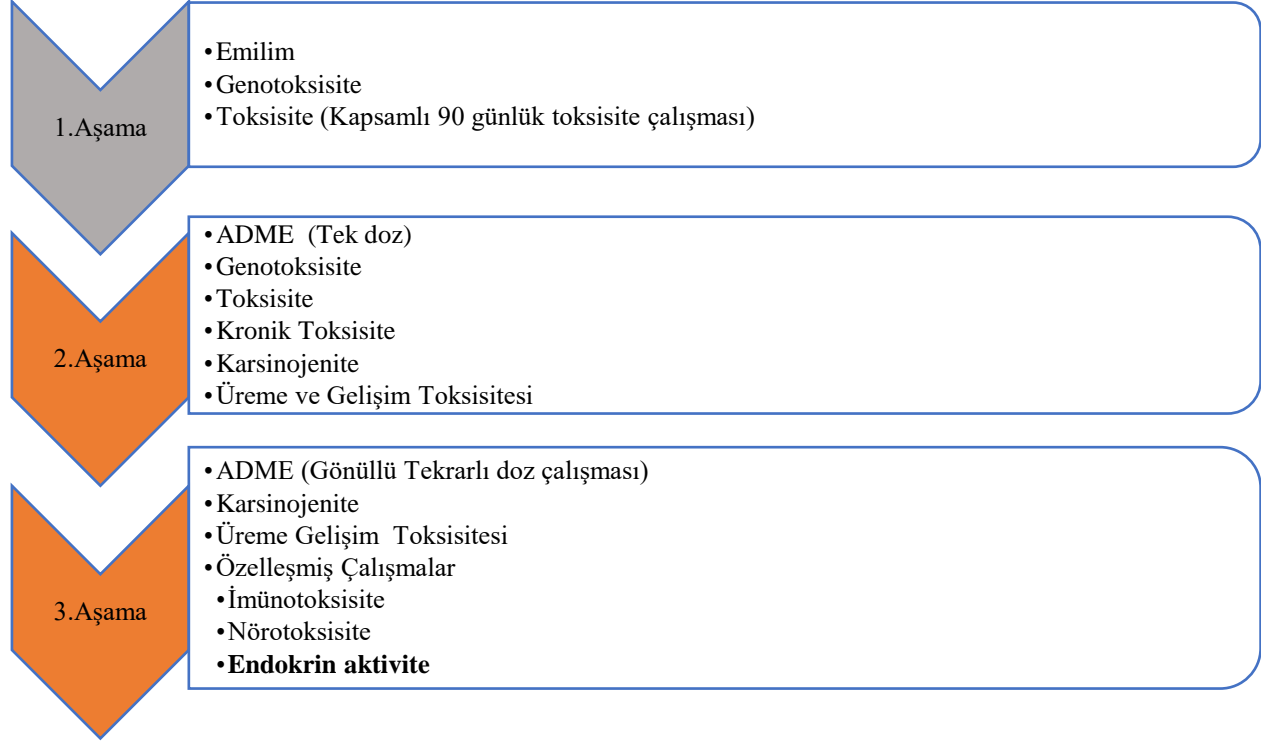 1.Aşama
•Emilim
•Genotoksisite
•Toksisite (Kapsamlı 90 günlük toksisite çalışması)
2.Aşama
•ADME  (Tek doz)
•Genotoksisite
•Toksisite
•Kronik Toksisite
•Karsinojenite
•Üreme ve Gelişim Toksisitesi
3.Aşama
•ADME (Gönüllü Tekrarlı doz çalışması)
•Karsinojenite
•Üreme Gelişim  Toksisitesi
•Özelleşmiş Çalışmalar
•İmünotoksisite
•Nörotoksisite
•Endokrin aktivite